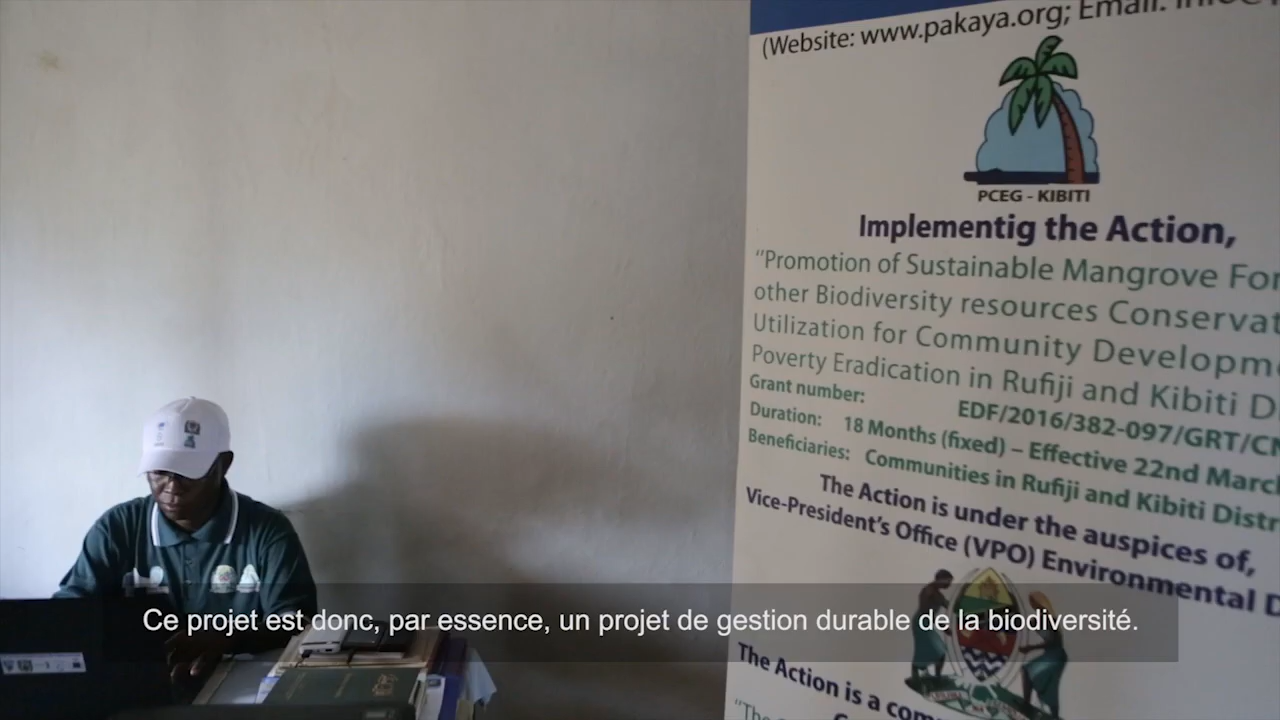 (Website: www.pakaya.org; Email:
PCEG - KIBITI
Implementig the Action,
"Promotion of Sustainable Mangrove
other Biodiversity resources
Utilization for Community
Poverty Eradication in Rufiji and Kibiti
Grant number: EDF/2016/382-097/GRT/
Duration: 18 Months (fixed) – Effective 22nd March
Beneficiaries: Communities in Rufiji and Kibiti
The Action is under the auspices of,
Vice-President's Office (VPO) Environmental
Ce projet est donc, par essence, un projet de gestion durable de la biodiversité.
The Action is a
"The